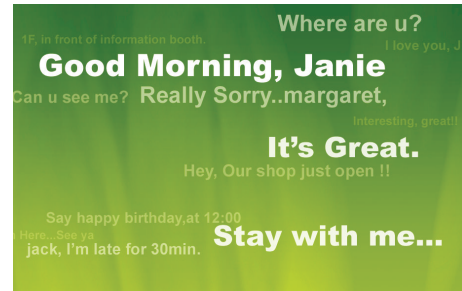 Where are u?
1F, in front of information booth.
I love you, J
Good Morning, Janie
Can u see me?
Really Sorry..margaret,
Interesting, great!!
It’s Great.
Hey, Our shop just open !!
Say happy birthday,at 12:00
Here...See ya
Stay with me...
jack, I’m late for 30min.